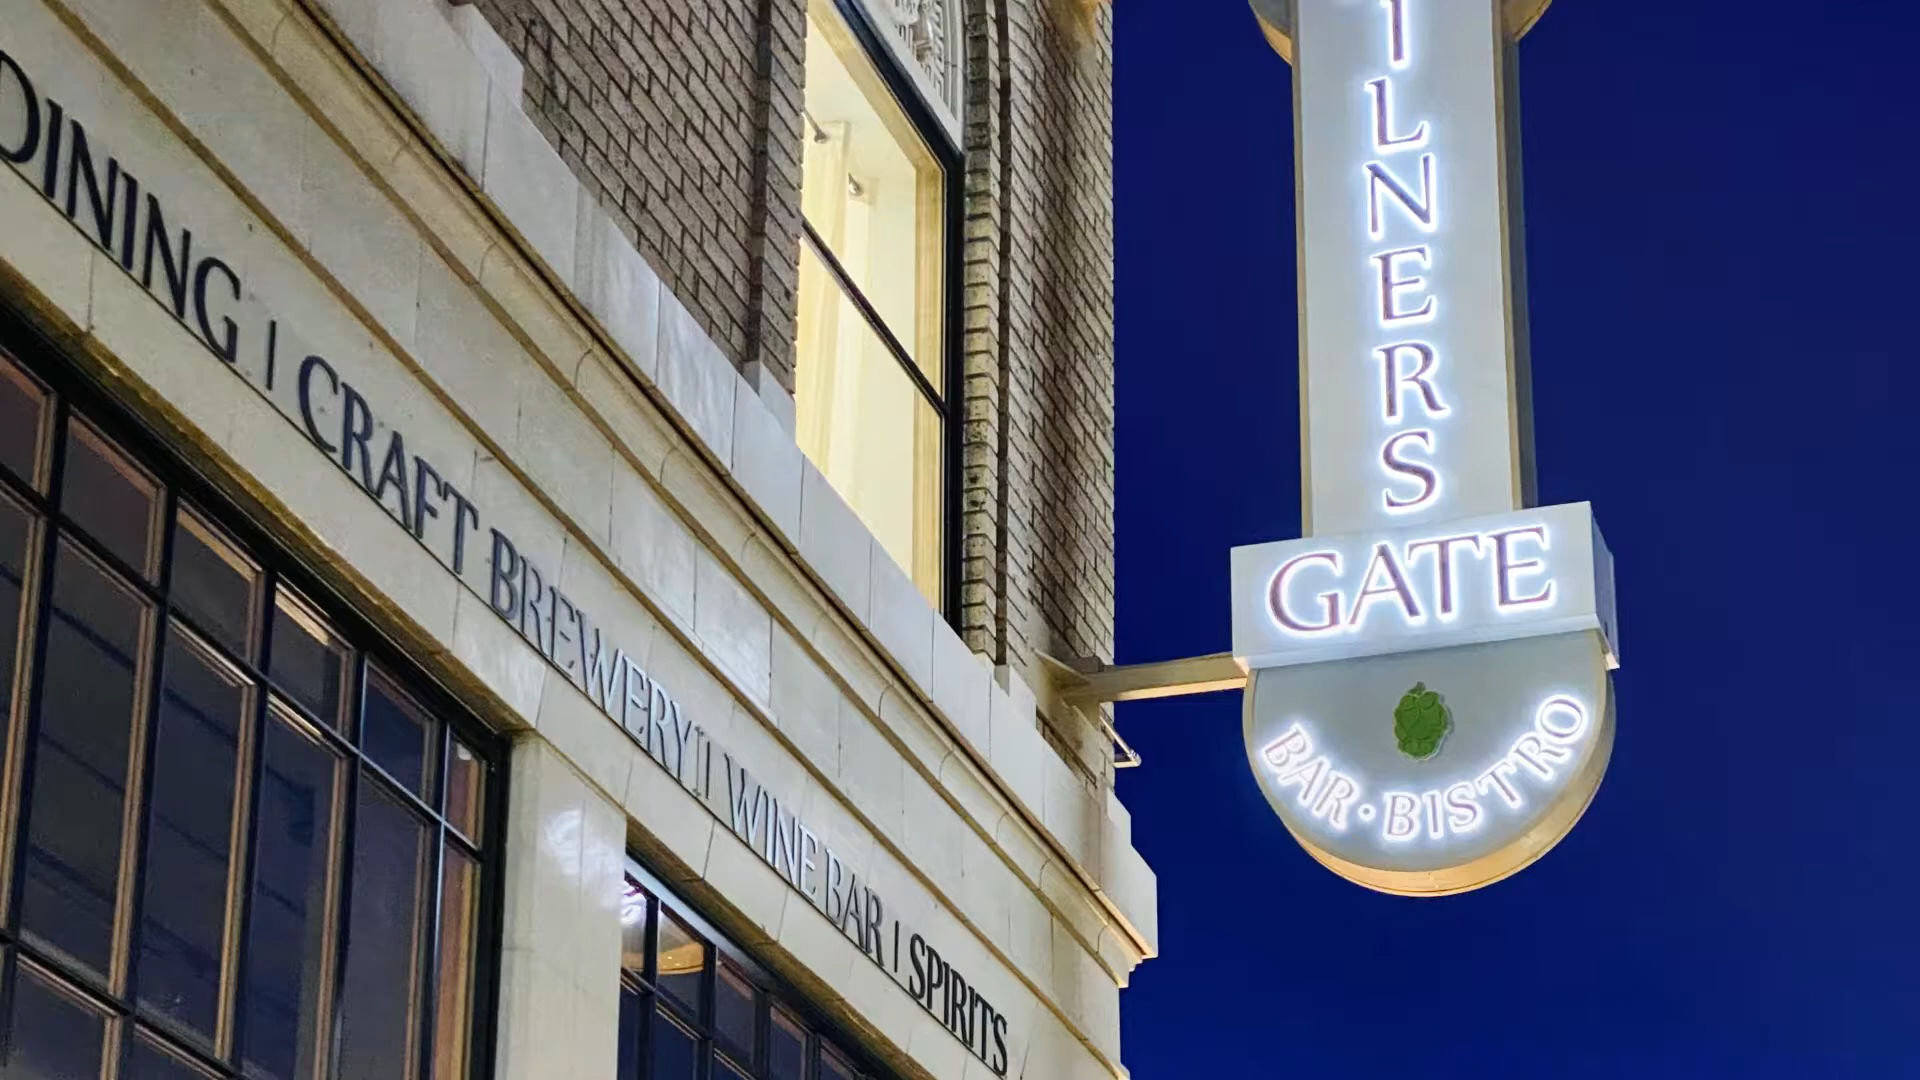 DINING | CRAFT BREWERY | WINE BAR | SPIRITS
ILNERS
GATE
BAR · BISTRO